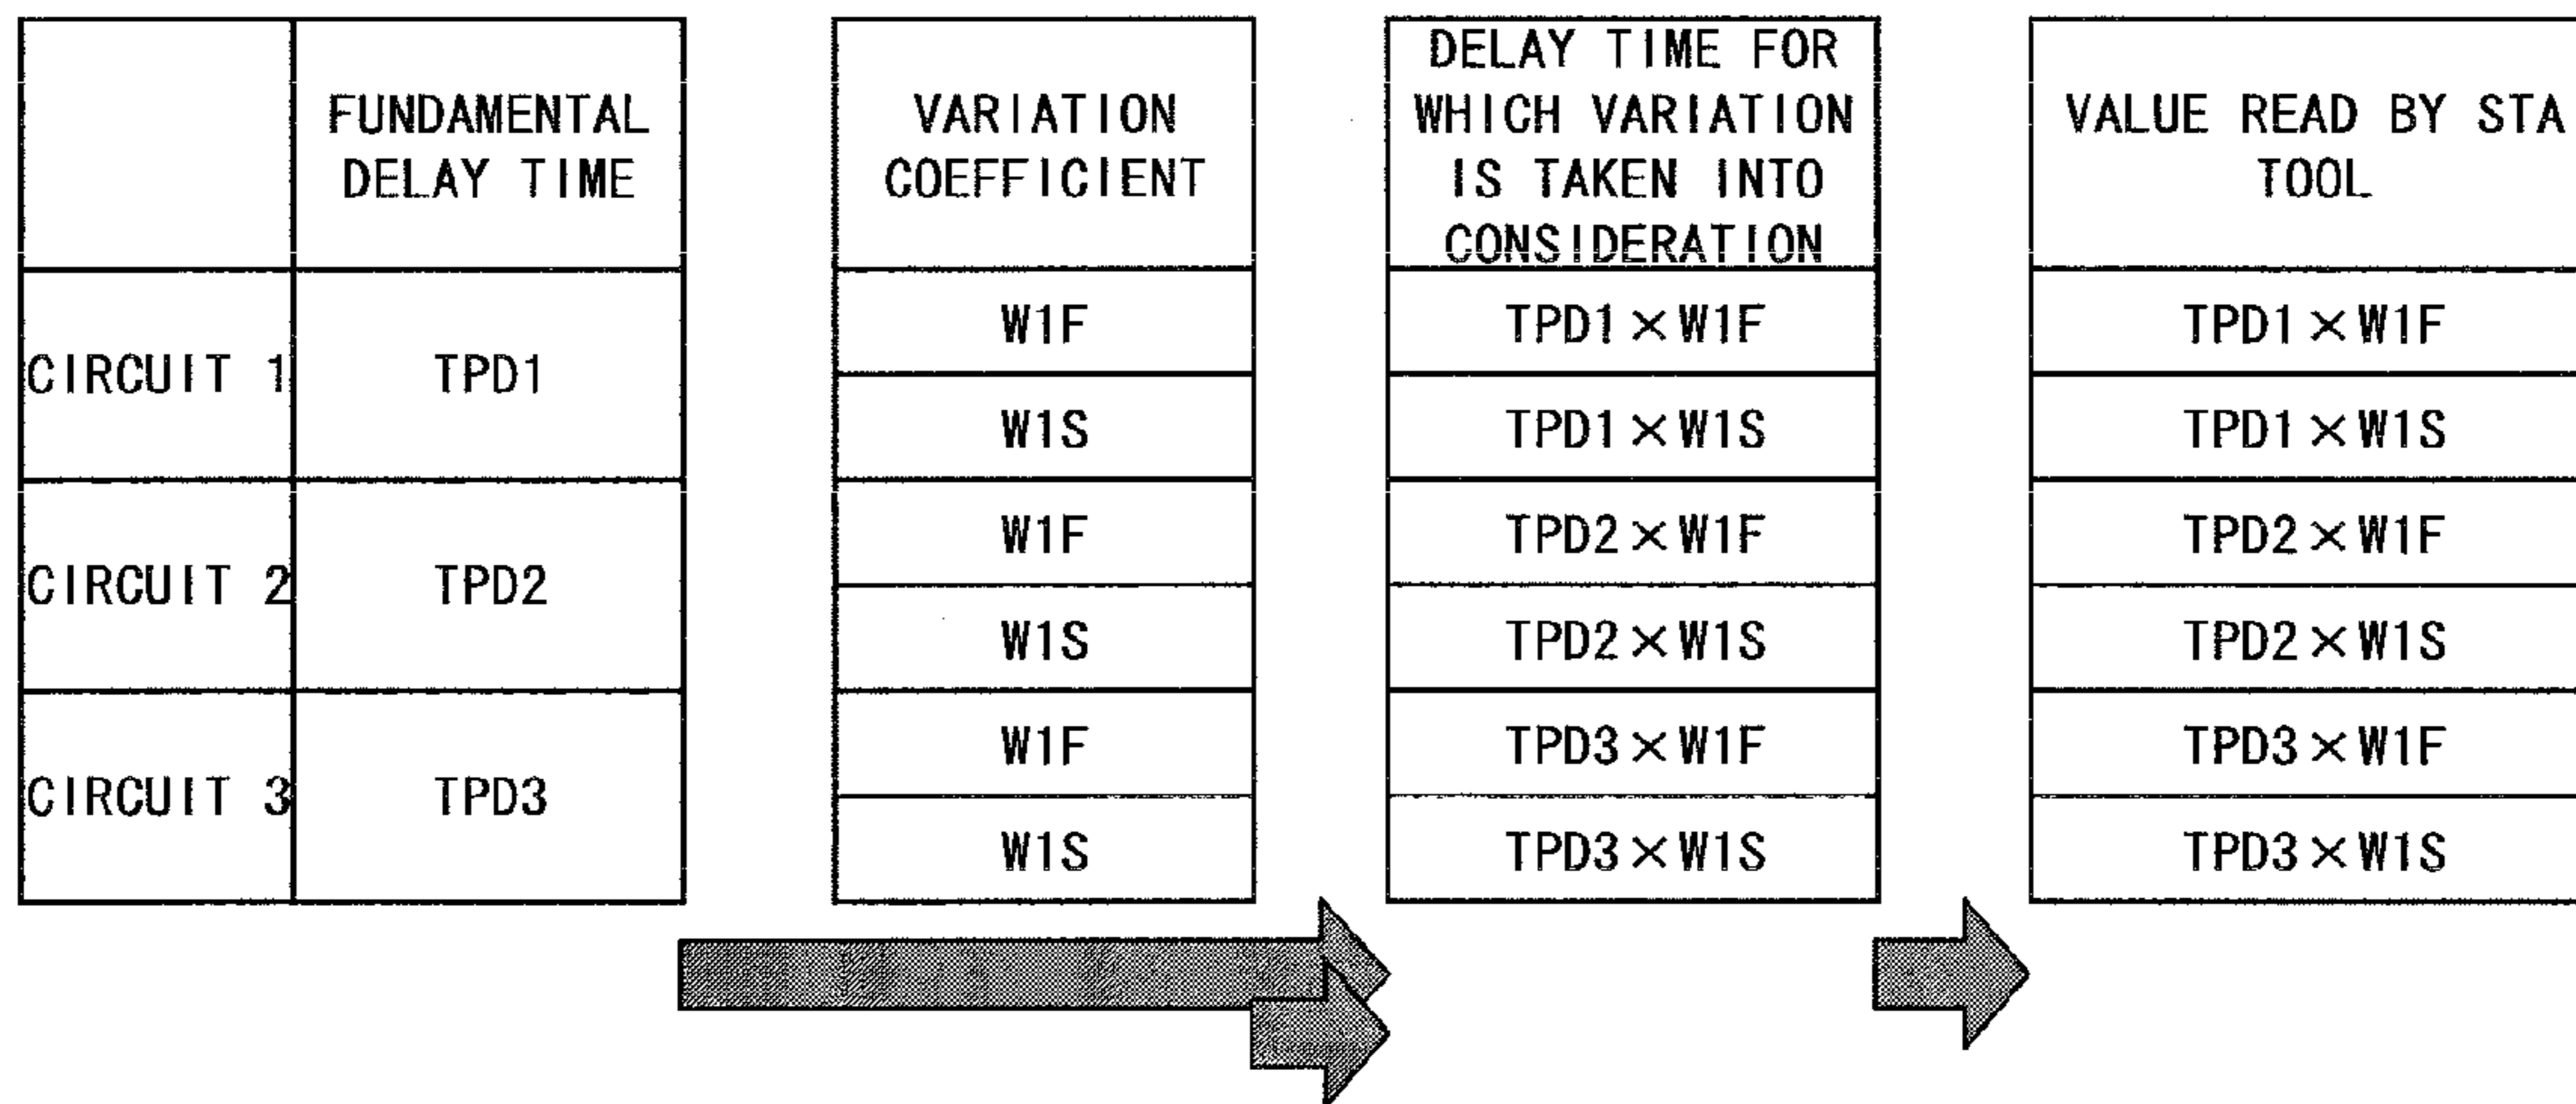 FUNDAMENTAL
DELAY TIME
VARIATION
COEFFICIENT
DELAY TIME FOR
WHICH VARIATION
IS TAKEN INTO
CONSIDERATION
VALUE READ BY STA
TOOL
CIRCUIT 1
TPD1
W1F
TPD1×W1F
TPD1×W1F
W1S
TPD1×W1S
TPD1×W1S
CIRCUIT 2
TPD2
W1F
TPD2×W1F
TPD2×W1F
W1S
TPD2×W1S
TPD2×W1S
CIRCUIT 3
TPD3
W1F
TPD3×W1F
TPD3×W1F
W1S
TPD3×W1S
TPD3×W1S